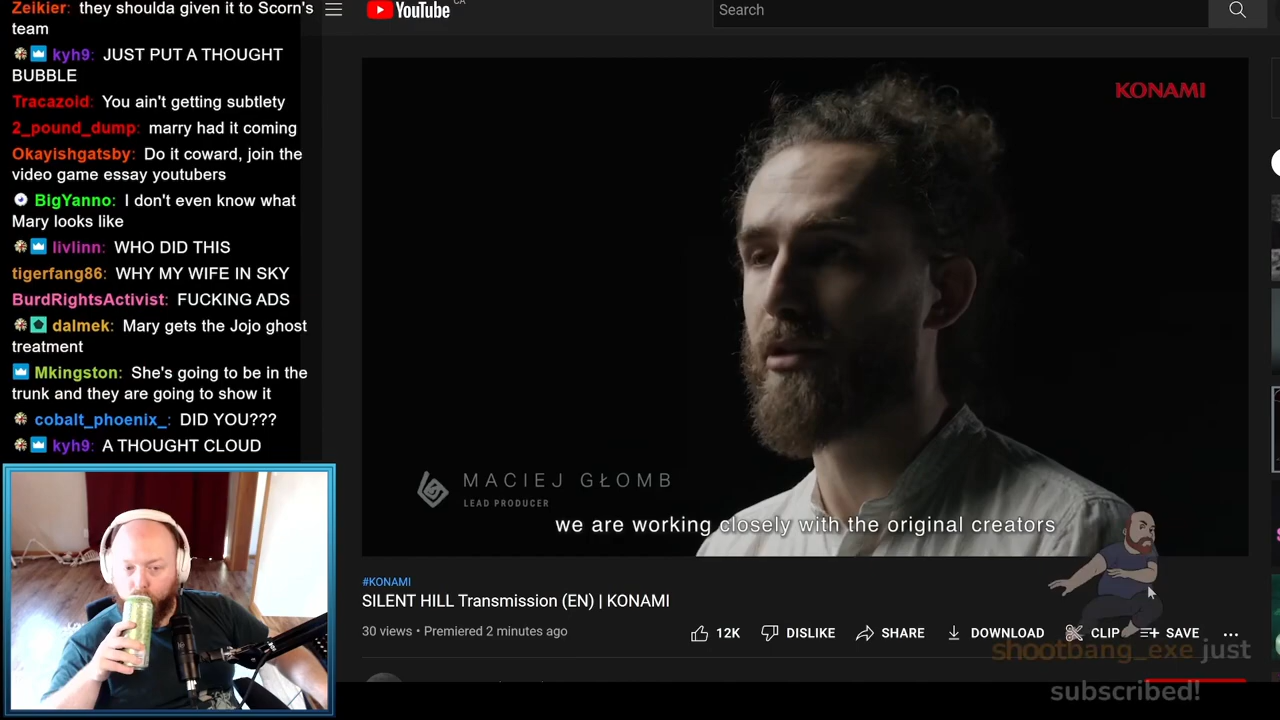 Zeikier: they shoulda given it to Scorn's
team
kyh9: JUST PUT A THOUGHT
BUBBLE
Tracazoid: You ain't getting subtlety
2_pound_dump: marry had it coming
Okayishgatsby: Do it coward, join the
video game essay youtubers
BigYanno: I don't even know what
Mary looks like
livlinn: WHO DID THIS
tigerfang86: WHY MY WIFE IN SKY
BurdRightsActivist: FUCKING ADS
dalmek: Mary gets the Jojo ghost
treatment
Mkingston: She's going to be in the
trunk and they are going to show it
cobalt_phoenix_: DID YOU???
kyh9: A THOUGHT CLOUD
YouTube CA
Search
KONAMI
MACIEJ GŁOMB
LEAD PRODUCER
we are working closely with the original creators
#KONAMI
SILENT HILL Transmission (EN) | KONAMI
30 views • Premiered 2 minutes ago
12K DISLIKE SHARE DOWNLOAD CLIP SAVE
shootbang_exe just
subscribed!